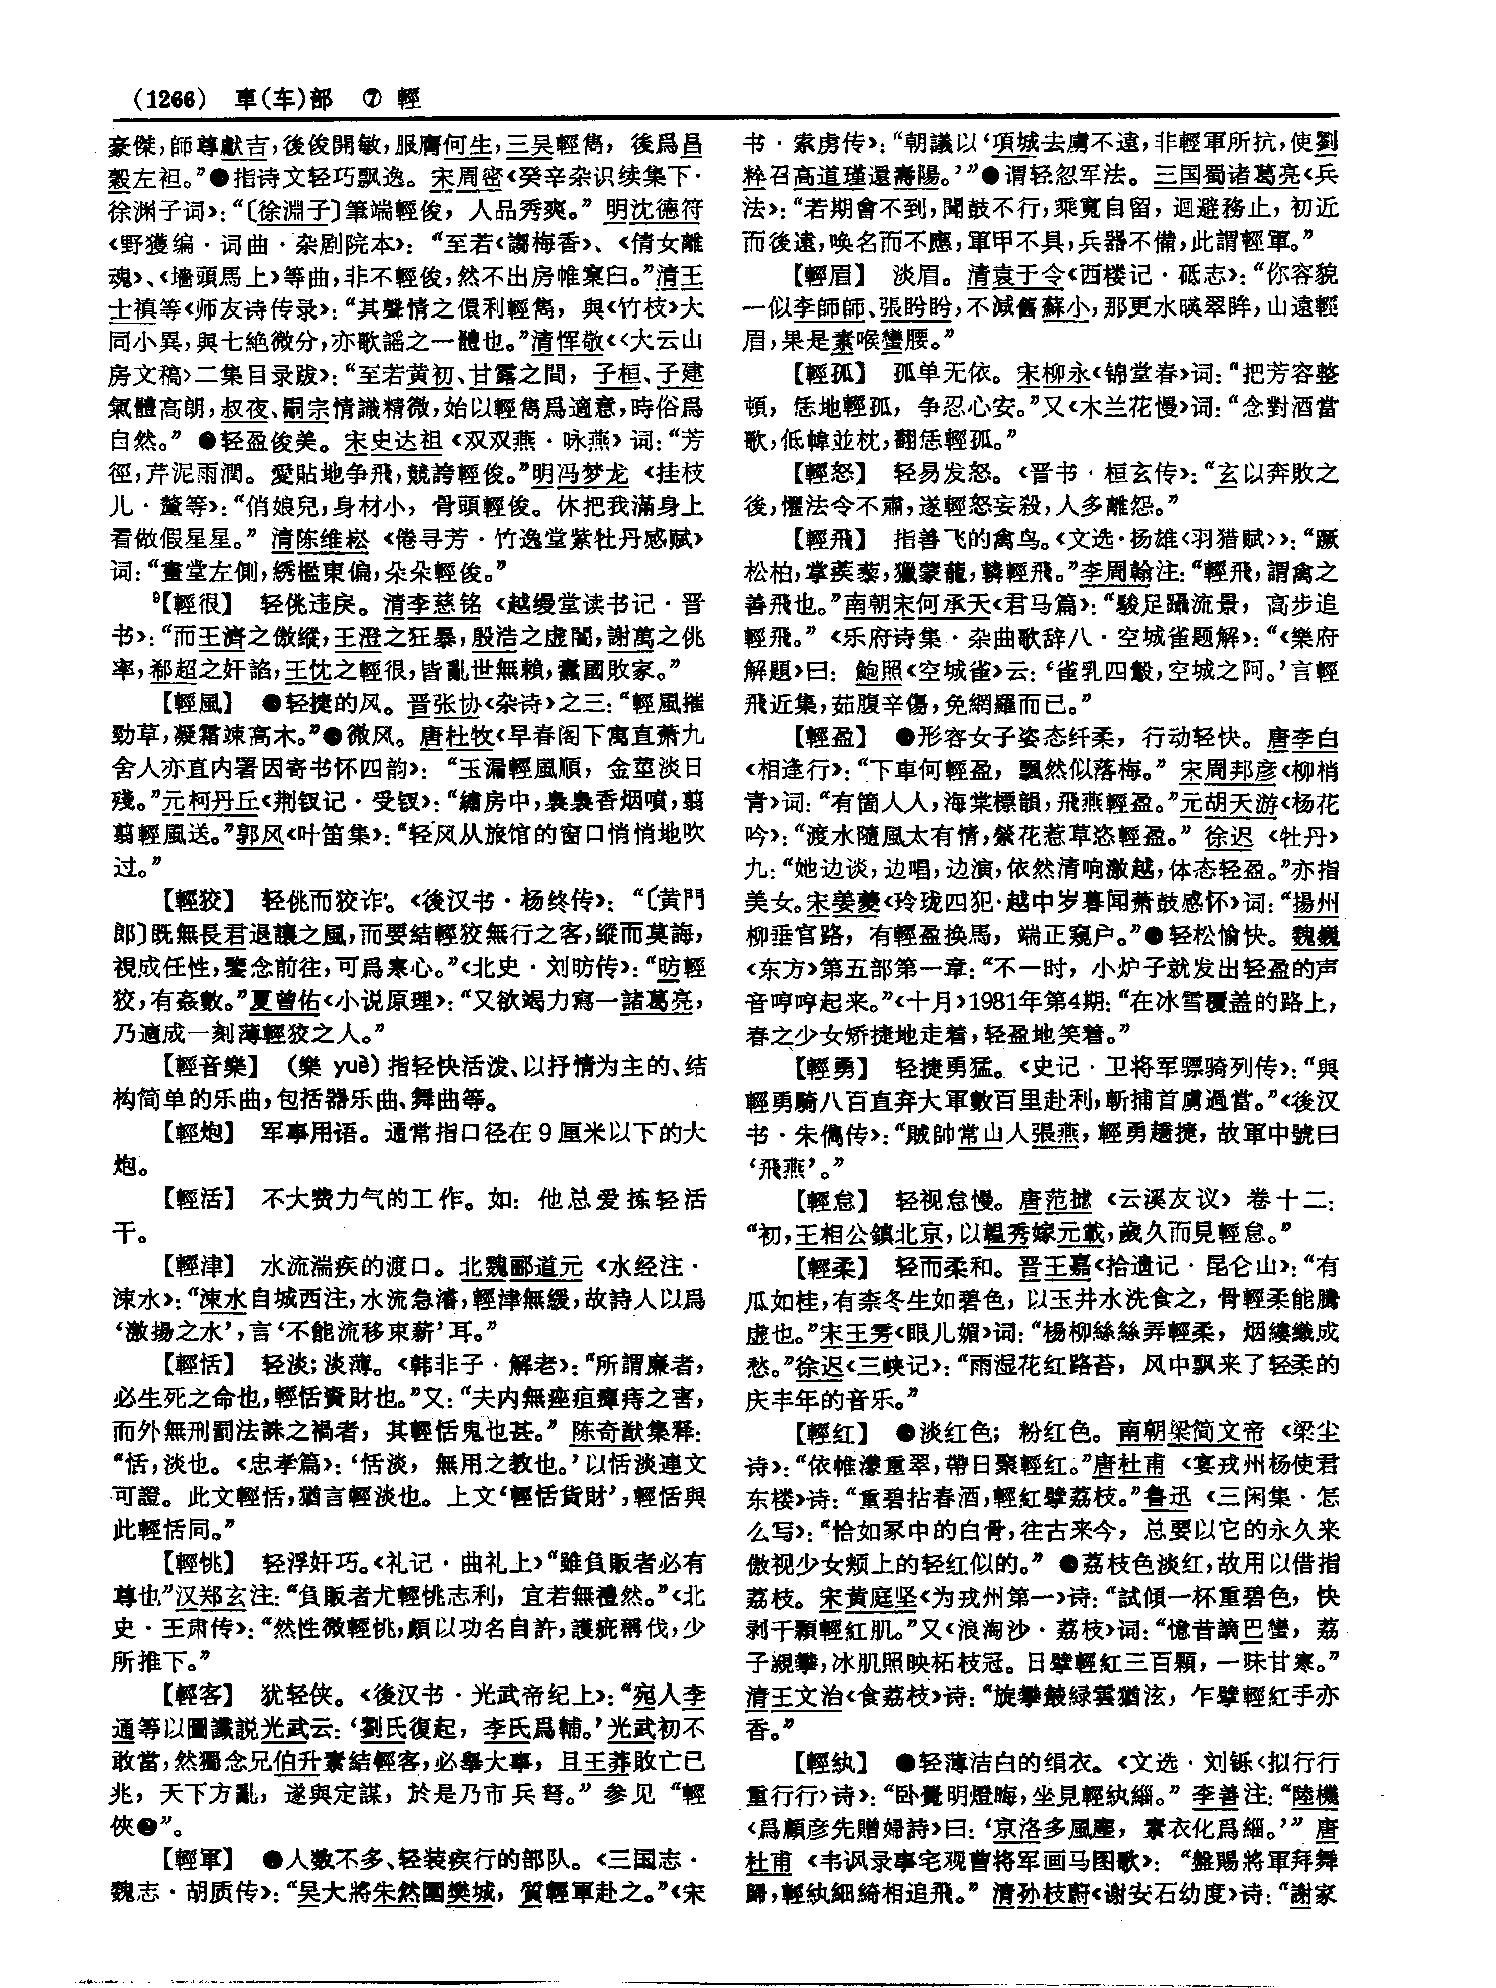 （1266） 車(车)部 ⑦ 輕
豪傑，師尊獻吉，後俊開敏，服膺何生，三吴輕雋，後爲昌
縠左袒。”●指诗文轻巧飘逸。宋周密《癸辛杂识续集下·
徐渊子词》：“〔徐淵子〕筆端輕俊，人品秀爽。”明沈德符
《野獲编·词曲·杂剧院本》：“至若《謅梅香》、《倩女離
魂》、《墻頭馬上》等曲，非不輕俊，然不出房帷窠臼。”清王
士禛等《师友诗传录》：“其聲情之儇利輕雋，與《竹枝》大
同小異，與七絶微分，亦歌謡之一體也。”清恽敬《〈大云山
房文稿〉二集目录跋》：“至若黄初、甘露之間，子桓、子建
氣體高朗，叔夜、嗣宗情識精微，始以輕雋爲適意，時俗爲
自然。”●轻盈俊美。宋史达祖《双双燕·咏燕》词：“芳
徑，芹泥雨潤。愛貼地争飛，競誇輕俊。”明冯梦龙《挂枝
儿·鳌等》：“俏娘兒，身材小，骨頭輕俊。休把我滿身上
看做假星星。”清陈维崧《倦寻芳·竹逸堂紫牡丹感赋》
词：“畫堂左側，綉檻東偏，朵朵輕俊。”
⁹【輕很】 轻佻违戾。清李慈铭《越缦堂读书记·晋
书》：“而王濟之傲縱，王澄之狂暴，殷浩之虚闇，謝萬之佻
率，郗超之奸諂，王忱之輕很，皆亂世無賴，蠹國敗家。”
【輕風】 ●轻捷的风。晋张协《杂诗》之三：“輕風摧
勁草，凝霜竦高木。”●微风。唐杜牧《早春阁下寓直萧九
舍人亦直内署因寄书怀四韵》：“玉漏輕風順，金莖淡日
殘。”元柯丹丘《荆钗记·受钗》：“繡房中，裊裊香烟噴，翦
翦輕風送。”郭风《叶笛集》：“轻风从旅馆的窗口悄悄地吹
过。”
【輕狡】 轻佻而狡诈。《後汉书·杨终传》：“〔黄門
郎〕既無長君退讓之風，而要結輕狡無行之客，縱而莫誨，
視成任性，鑒念前往，可爲寒心。”《北史·刘昉传》：“昉輕
狡，有姦數。”夏曾佑《小说原理》：“又欲竭力寫一諸葛亮，
乃適成一刻薄輕狡之人。”
【輕音樂】 （樂 yuè）指轻快活泼、以抒情为主的、结
构简单的乐曲，包括器乐曲、舞曲等。
【輕炮】 军事用语。通常指口径在9厘米以下的大
炮。
【輕活】 不大费力气的工作。如：他总爱拣轻活
干。
【輕津】 水流湍疾的渡口。北魏郦道元《水经注·
涑水》：“涑水自城西注，水流急濬，輕津無緩，故詩人以爲
‘激揚之水’，言‘不能流移束薪’耳。”
【輕恬】 轻淡；淡薄。《韩非子·解老》：“所謂廉者，
必生死之命也，輕恬資財也。”又：“夫内無痤疽癉痔之害，
而外無刑罰法誅之禍者，其輕恬鬼也甚。”陈奇猷集释：
“恬，淡也。《忠孝篇》：‘恬淡，無用之教也。’以恬淡連文
可證。此文輕恬，猶言輕淡也。上文‘輕恬貨財’，輕恬與
此輕恬同。”
【輕恌】 轻浮奸巧。《礼记·曲礼上》“雖負販者必有
尊也”汉郑玄注：“負販者尤輕恌志利，宜若無禮然。”《北
史·王肃传》：“然性微輕恌，頗以功名自許，護疵稱伐，少
所推下。”
【輕客】 犹轻侠。《後汉书·光武帝纪上》：“宛人李
通等以圖讖説光武云：‘劉氏復起，李氏爲輔。’光武初不
敢當，然獨念兄伯升素結輕客，必舉大事，且王莽敗亡已
兆，天下方亂，遂與定謀，於是乃市兵弩。”参见“輕
俠❷”。
【輕軍】 ●人数不多、轻装疾行的部队。《三国志·
魏志·胡质传》：“吴大將朱然圍樊城，質輕軍赴之。”《宋
书·索虏传》：“朝議以‘項城去虜不遠，非輕軍所抗，使劉
粹召高道瑾還壽陽。’”●谓轻忽军法。三国蜀诸葛亮《兵
法》：“若期會不到，聞鼓不行，乘寬自留，迴避務止，初近
而後遠，唤名而不應，軍甲不具，兵器不備，此謂輕軍。”
【輕眉】 淡眉。清袁于令《西楼记·砥志》：“你容貌
一似李師師、張盻盻，不減舊蘇小，那更水暎翠眸，山遠輕
眉，果是素喉蠻腰。”
【輕孤】 孤单无依。宋柳永《锦堂春》词：“把芳容整
頓，恁地輕孤，争忍心安。”又《木兰花慢》词：“念對酒當
歌，低幃並枕，翻恁輕孤。”
【輕怒】 轻易发怒。《晋书·桓玄传》：“玄以奔敗之
後，懼法令不肅，遂輕怒妄殺，人多離怨。”
【輕飛】 指善飞的禽鸟。《文选·扬雄〈羽猎赋〉》：“蹶
松柏，掌蒺藜，獵蒙蘢，轔輕飛。”李周翰注：“輕飛，謂禽之
善飛也。”南朝宋何承天《君马篇》：“駿足躡流景，高步追
輕飛。”《乐府诗集·杂曲歌辞八·空城雀题解》：“《樂府
解題》曰：鮑照《空城雀》云：‘雀乳四鷇，空城之阿。’言輕
飛近集，茹腹辛傷，免網羅而已。”
【輕盈】 ●形容女子姿态纤柔，行动轻快。唐李白
《相逢行》：“下車何輕盈，飄然似落梅。”宋周邦彦《柳梢
青》词：“有箇人人，海棠標韻，飛燕輕盈。”元胡天游《杨花
吟》：“渡水隨風太有情，縈花惹草恣輕盈。”徐迟《牡丹》
九：“她边谈，边唱，边演，依然清响激越，体态轻盈。”亦指
美女。宋姜夔《玲珑四犯·越中岁暮闻萧鼓感怀》词：“揚州
柳垂官路，有輕盈换馬，端正窺户。”●轻松愉快。魏巍
《东方》第五部第一章：“不一时，小炉子就发出轻盈的声
音哼哼起来。”《十月》1981年第4期：“在冰雪覆盖的路上，
春之少女矫捷地走着，轻盈地笑着。”
【輕勇】 轻捷勇猛。《史记·卫将军骠骑列传》：“與
輕勇騎八百直弃大軍數百里赴利，斬捕首虜過當。”《後汉
书·朱儁传》：“賊帥常山人張燕，輕勇趫捷，故軍中號曰
‘飛燕’。”
【輕怠】 轻视怠慢。唐范摅《云溪友议》卷十二：
“初，王相公鎮北京，以韞秀嫁元載，歲久而見輕怠。”
【輕柔】 轻而柔和。晋王嘉《拾遗记·昆仑山》：“有
瓜如桂，有柰冬生如碧色，以玉井水洗食之，骨輕柔能騰
虚也。”宋王雱《眼儿媚》词：“楊柳絲絲弄輕柔，烟縷織成
愁。”徐迟《三峡记》：“雨湿花红路苔，风中飘来了轻柔的
庆丰年的音乐。”
【輕红】 ●淡红色；粉红色。南朝梁简文帝《梁尘
诗》：“依帷濛重翠，帶日聚輕紅。”唐杜甫《宴戎州杨使君
东楼》诗：“重碧拈春酒，輕紅擘荔枝。”鲁迅《三闲集·怎
么写》：“恰如冢中的白骨，往古来今，总要以它的永久来
傲视少女颊上的轻红似的。”●荔枝色淡红，故用以借指
荔枝。宋黄庭坚《为戎州第一》诗：“試傾一杯重碧色，快
剥千顆輕紅肌。”又《浪淘沙·荔枝》词：“憶昔謫巴蠻，荔
子親攀，冰肌照映柘枝冠。日擘輕紅三百顆，一味甘寒。”
清王文治《食荔枝》诗：“旋攀鬖緑雲猶泫，乍擘輕紅手亦
香。”
【輕紈】 ●轻薄洁白的绢衣。《文选·刘铄〈拟行行
重行行〉诗》：“卧覺明燈晦，坐見輕紈緇。”李善注：“陸機
《爲顧彦先贈婦詩》曰：‘京洛多風塵，素衣化爲緇。’”唐
杜甫《韦讽录事宅观曹将军画马图歌》：“盤賜將軍拜舞
歸，輕紈細綺相追飛。”清孙枝蔚《谢安石幼度》诗：“謝家